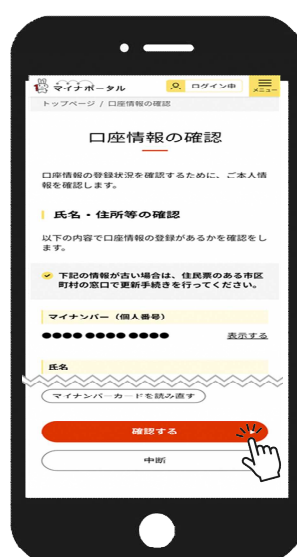 マイナポータル
ログイン中
メニュー
トップページ / 口座情報の確認
口座情報の確認
口座情報の登録状況を確認するために、ご本人情
報を確認します。
氏名・住所等の確認
以下の内容で口座情報の登録があるかを確認をし
ます。
下記の情報が古い場合は、住民票のある市区
町村の窓口で更新手続きを行ってください。
マイナンバー（個人番号）
●●●● ●●●● ●●●●
表示する
氏名
マイナンバーカードを読み直す
確認する
中断